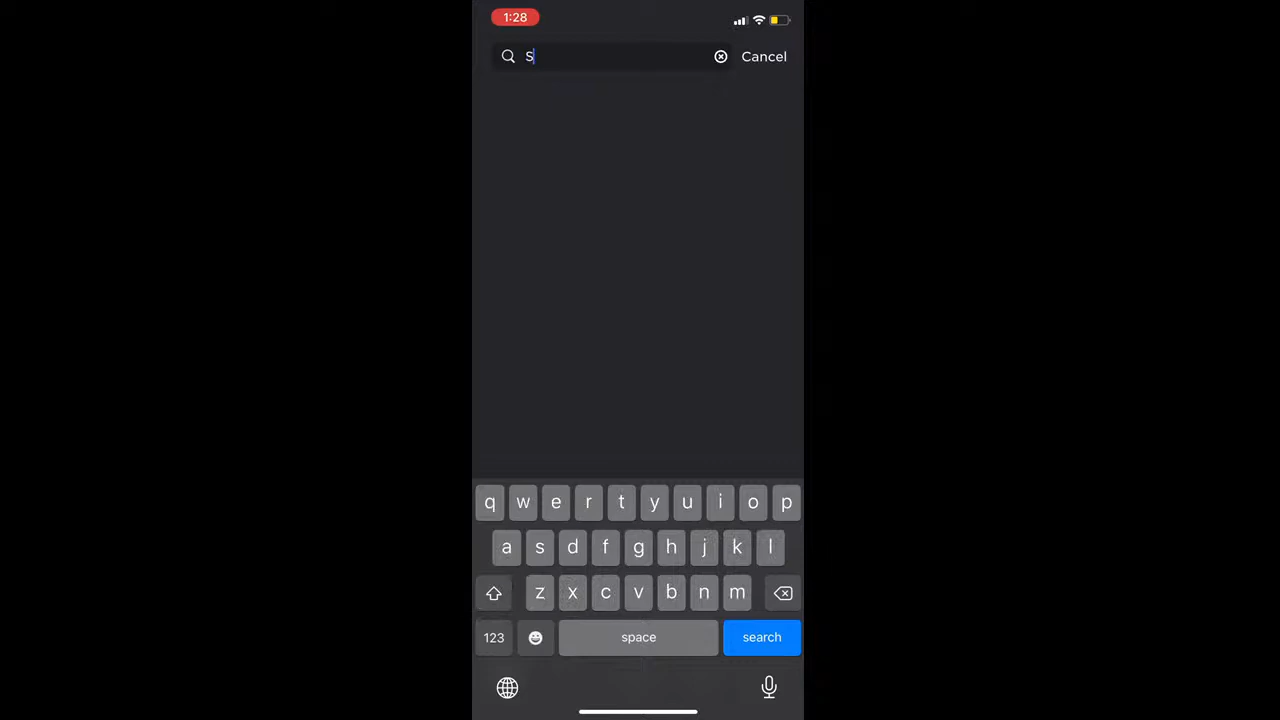 1:28
S
Cancel
q w e r t y u i o p
a s d f g h j k l
z x c v b n m
123 space search